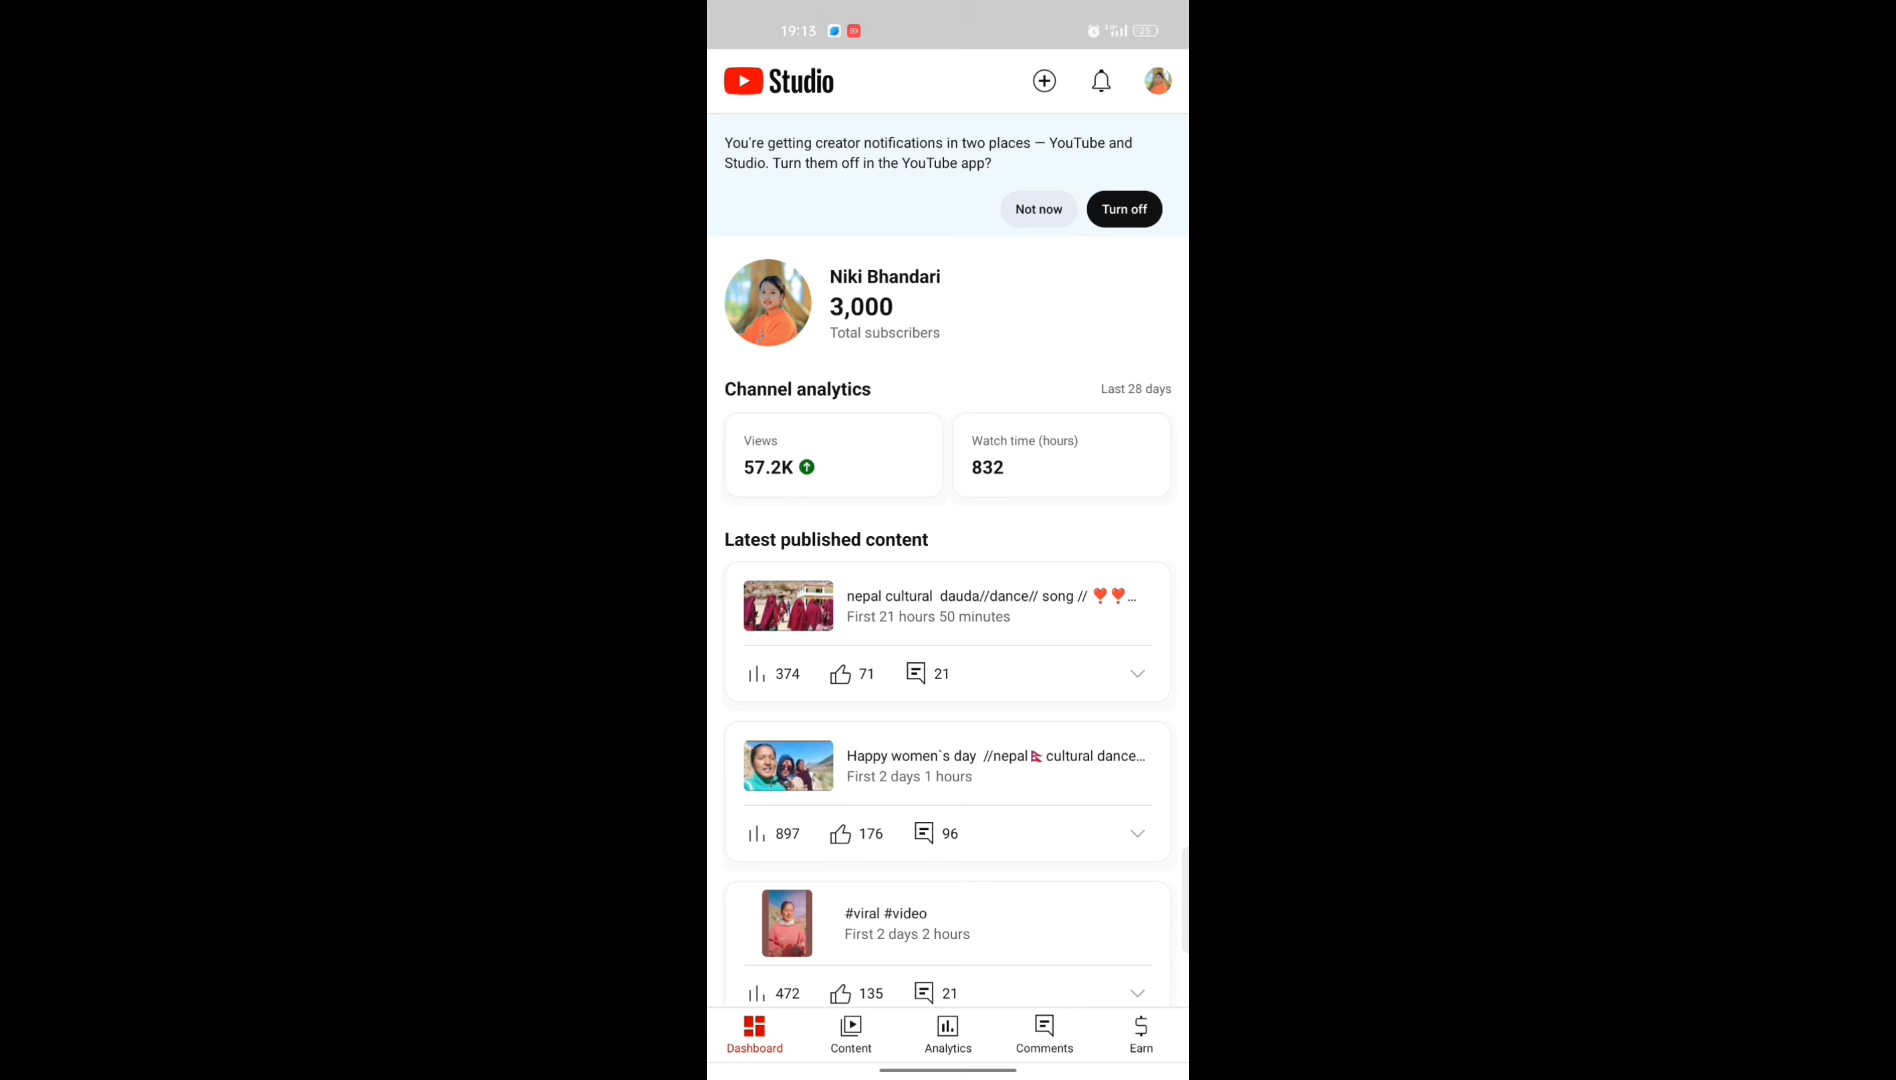 19:13
25
Studio
You're getting creator notifications in two places — YouTube and
Studio. Turn them off in the YouTube app?
Not now
Turn off
Niki Bhandari
3,000
Total subscribers
Channel analytics
Last 28 days
Views
57.2K
Watch time (hours)
832
Latest published content
nepal cultural  dauda//dance// song // ❣️❣️...
First 21 hours 50 minutes
374
71
21
Happy women`s day  //nepal🇳🇵 cultural dance...
First 2 days 1 hours
897
176
96
#viral #video
First 2 days 2 hours
472
135
21
Dashboard
Content
Analytics
Comments
Earn